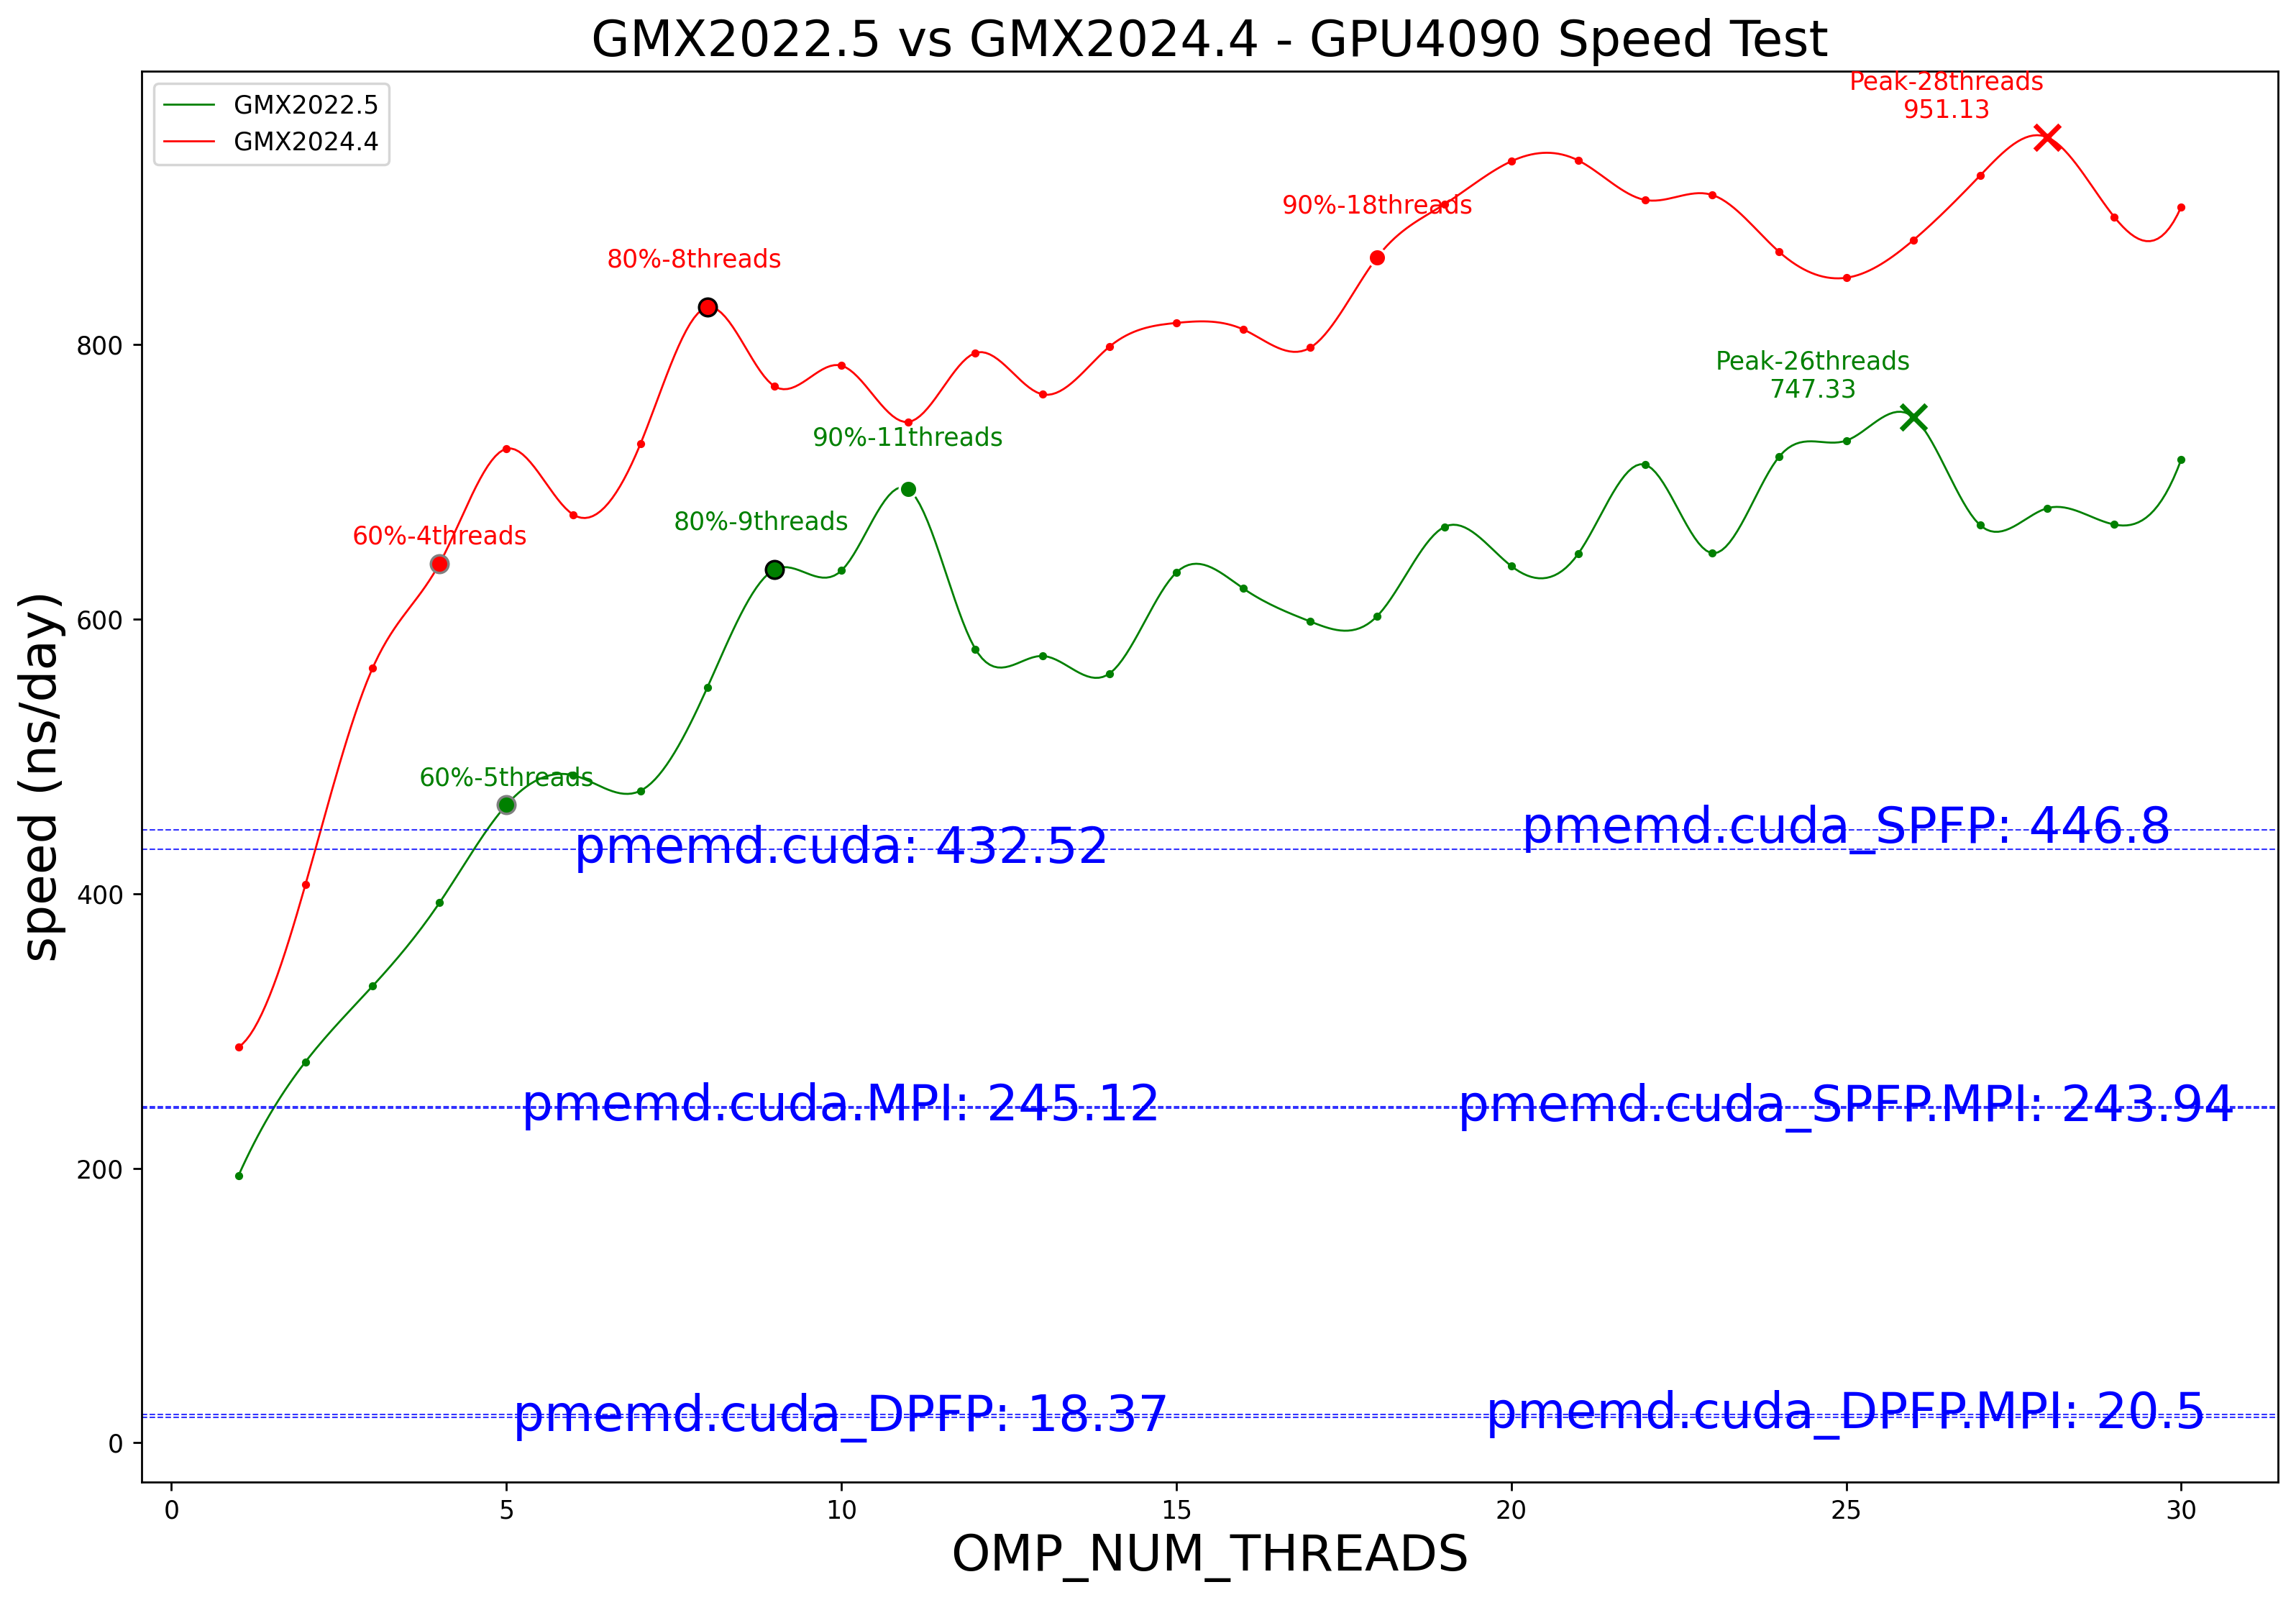 GMX2022.5 vs GMX2024.4 - GPU4090 Speed Test
GMX2022.5
GMX2024.4
Peak-28threads
951.13
90%-18threads
80%-8threads
Peak-26threads
747.33
90%-11threads
80%-9threads
60%-4threads
60%-5threads
pmemd.cuda: 432.52
pmemd.cuda_SPFP: 446.8
pmemd.cuda.MPI: 245.12
pmemd.cuda_SPFP.MPI: 243.94
pmemd.cuda_DPFP: 18.37
pmemd.cuda_DPFP.MPI: 20.5
speed (ns/day)
800
600
400
200
0
0 5 10 15 20 25 30
OMP_NUM_THREADS